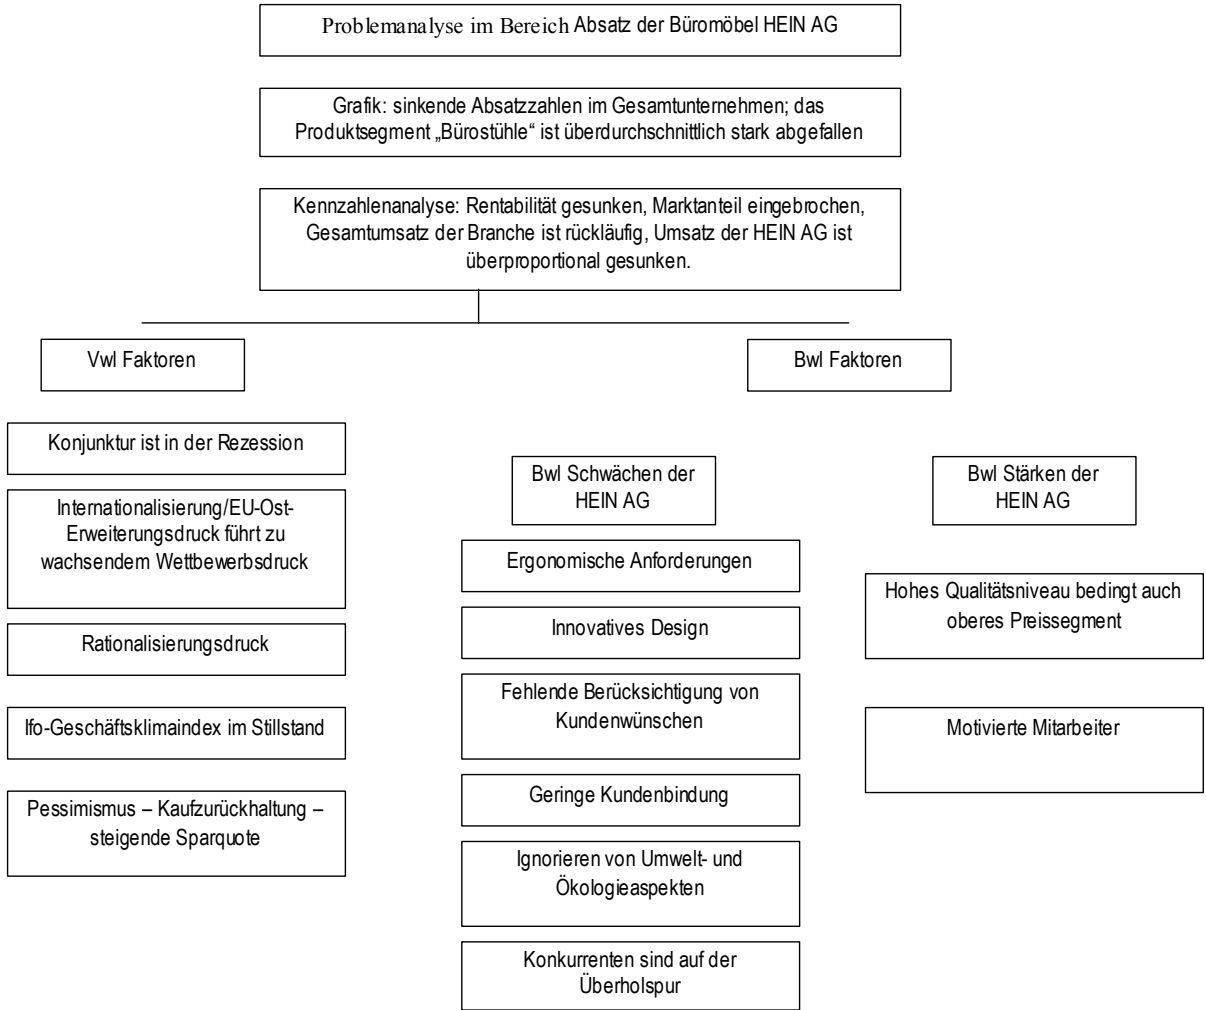 Problemanalyse im Bereich Absatz der Büromöbel HEIN AG
Grafik: sinkende Absatzzahlen im Gesamtunternehmen; das
Produktsegment „Bürostühle“ ist überdurchschnittlich stark abgefallen
Kennzahlenanalyse: Rentabilität gesunken, Marktanteil eingebrochen,
Gesamtumsatz der Branche ist rückläufig, Umsatz der HEIN AG ist
überproportional gesunken.
Vwl Faktoren
Bwl Faktoren
Konjunktur ist in der Rezession
Internationalisierung/EU-Ost-
Erweiterungsdruck führt zu
wachsendem Wettbewerbsdruck
Rationalisierungsdruck
Ifo-Geschäftsklimaindex im Stillstand
Pessimismus – Kaufzurückhaltung –
steigende Sparquote
Bwl Schwächen der
HEIN AG
Ergonomische Anforderungen
Innovatives Design
Fehlende Berücksichtigung von
Kundenwünschen
Geringe Kundenbindung
Ignorieren von Umwelt- und
Ökologieaspekten
Konkurrenten sind auf der
Überholspur
Bwl Stärken der
HEIN AG
Hohes Qualitätsniveau bedingt auch
oberes Preissegment
Motivierte Mitarbeiter